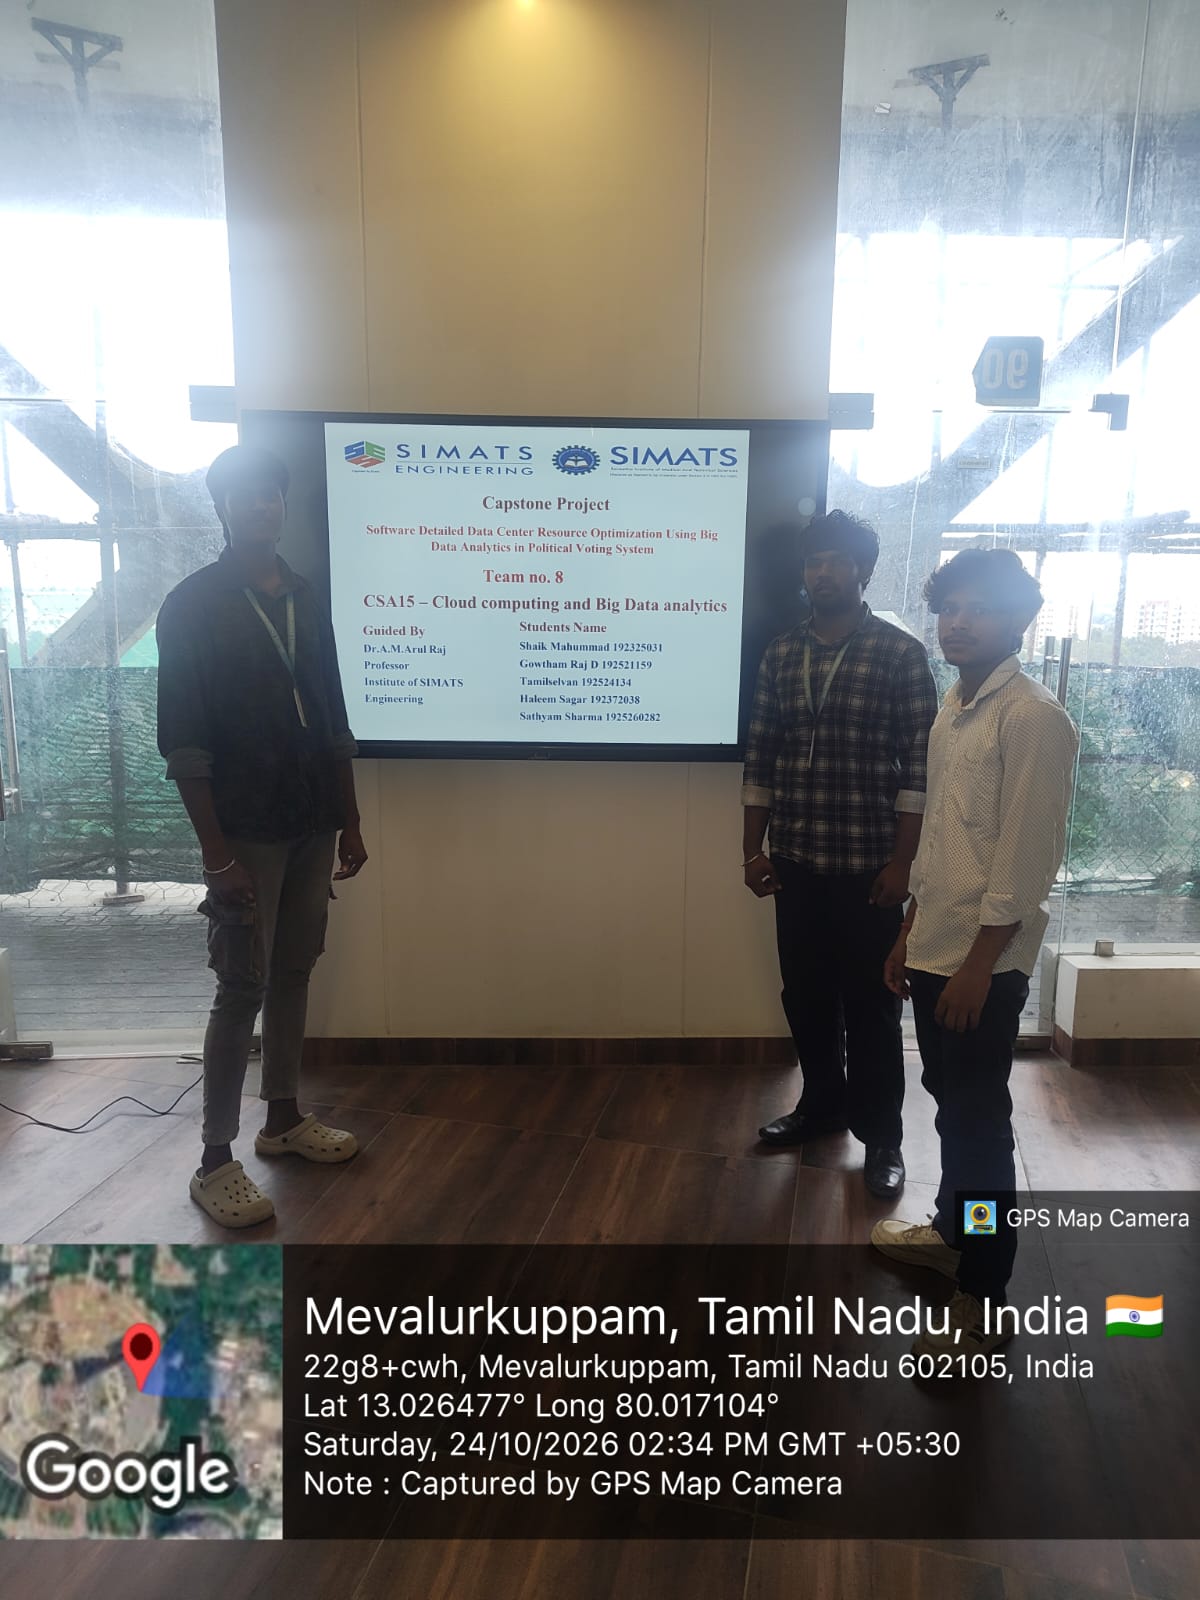 SIMATS
ENGINEERING
SIMATS
Capstone Project
Software Detailed Data Center Resource Optimization Using Big
Data Analytics in Political Voting System
Team no. 8
CSA15 – Cloud computing and Big Data analytics
Guided By
Dr.A.M.Arul Raj
Professor
Institute of SIMATS
Engineering
Students Name
Shaik Mahummad 192325031
Gowtham Raj D 192521159
Tamilselvan 192524134
Haleem Sagar 192372038
Sathyam Sharma 1925260282
GPS Map Camera
Mevalurkuppam, Tamil Nadu, India
22g8+cwh, Mevalurkuppam, Tamil Nadu 602105, India
Lat 13.026477° Long 80.017104°
Saturday, 24/10/2026 02:34 PM GMT +05:30
Note : Captured by GPS Map Camera
Google